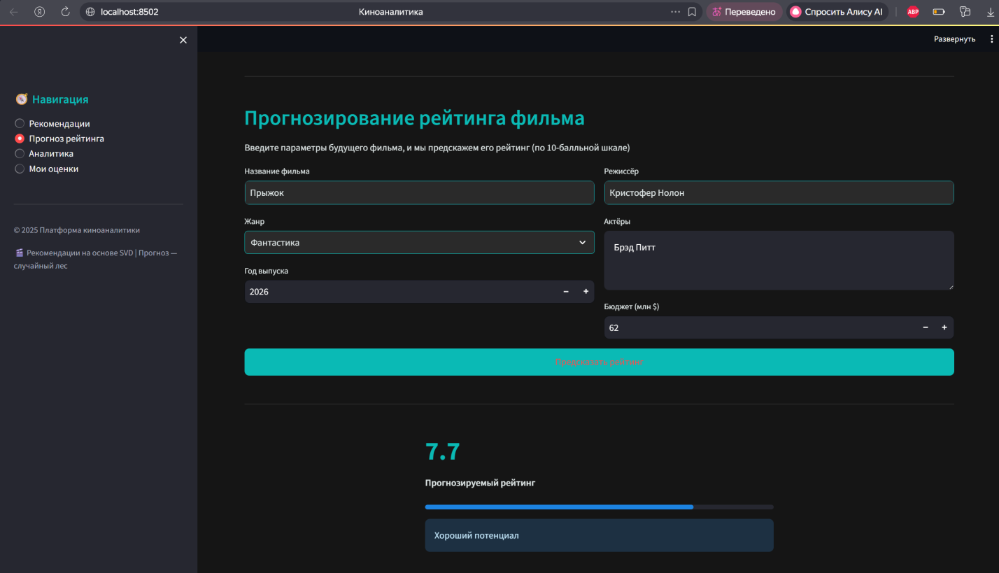 localhost:8502
Киноаналитика
Переведено
Спросить Алису AI
ABP
Развернуть
Навигация
Рекомендации
Прогноз рейтинга
Аналитика
Мои оценки
© 2025 Платформа киноаналитики
Рекомендации на основе SVD | Прогноз —
случайный лес
Прогнозирование рейтинга фильма
Введите параметры будущего фильма, и мы предскажем его рейтинг (по 10-балльной шкале)
Название фильма
Прыжок
Режиссёр
Кристофер Нолон
Жанр
Фантастика
Актёры
Брэд Питт
Год выпуска
2026
Бюджет (млн $)
62
7.7
Прогнозируемый рейтинг
Хороший потенциал